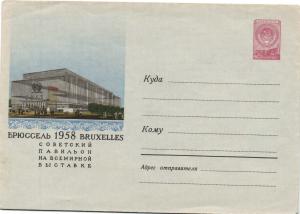 БРЮССЕЛЬ 1958 BRUXELLES
СОВЕТСКИЙ
ПАВИЛЬОН
НА ВСЕМИРНОЙ
ВЫСТАВКЕ
Куда
Кому
Адрес отправителя